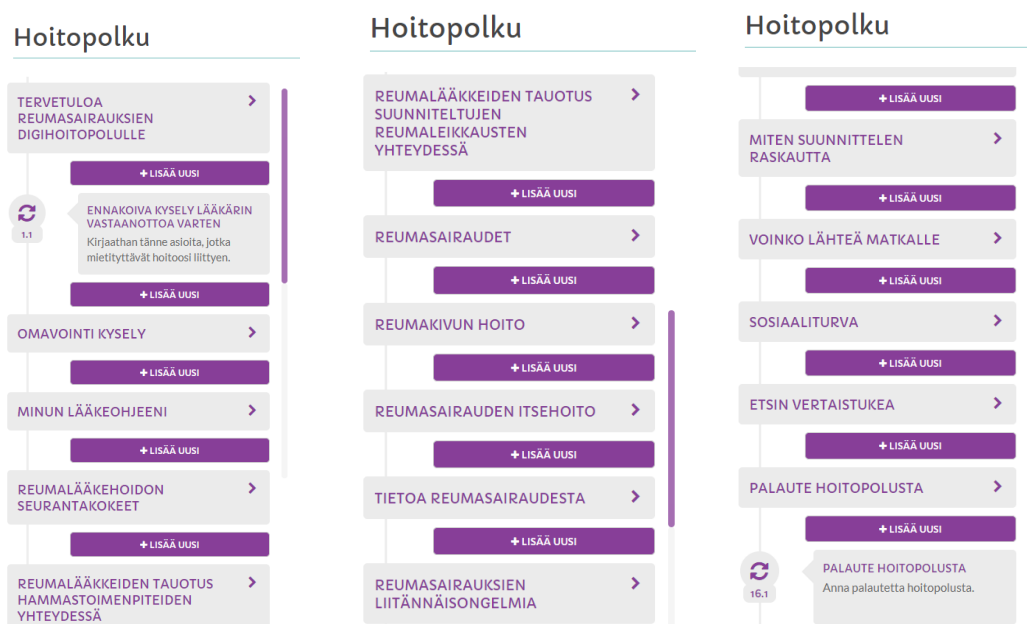 Hoitopolku
TERVETULOA
REUMASAIRAUKSIEN
DIGIHOITOPOLULLE
+ LISÄÄ UUSI
1.1
ENNAKOIVA KYSELY LÄÄKÄRIN
VASTAANOTTOA VARTEN
Kirjaathan tänne asioita, jotka
mietityttävät hoitoosi liittyen.
+ LISÄÄ UUSI
OMAVOINTI KYSELY
+ LISÄÄ UUSI
MINUN LÄÄKEOHJEENI
+ LISÄÄ UUSI
REUMALÄÄKEHOIDON
SEURANTAKOKEET
+ LISÄÄ UUSI
REUMALÄÄKKEIDEN TAUOTUS
HAMMASTOIMENPITEIDEN
YHTEYDESSÄ
Hoitopolku
REUMALÄÄKKEIDEN TAUOTUS
SUUNNITELTUJEN
REUMALEIKKAUSTEN
YHTEYDESSÄ
+ LISÄÄ UUSI
REUMASAIRAUDET
+ LISÄÄ UUSI
REUMAKIVUN HOITO
+ LISÄÄ UUSI
REUMASAIRAUDEN ITSEHOITO
+ LISÄÄ UUSI
TIETOA REUMASAIRAUDESTA
+ LISÄÄ UUSI
REUMASAIRAUKSIEN
LIITÄNNÄISONGELMIA
Hoitopolku
+ LISÄÄ UUSI
MITEN SUUNNITTELEN
RASKAUTTA
+ LISÄÄ UUSI
VOINKO LÄHTEÄ MATKALLE
+ LISÄÄ UUSI
SOSIAALITURVA
+ LISÄÄ UUSI
ETSIN VERTAISTUKEA
+ LISÄÄ UUSI
PALAUTE HOITOPOLUSTA
+ LISÄÄ UUSI
16.1
PALAUTE HOITOPOLUSTA
Anna palautetta hoitopolusta.